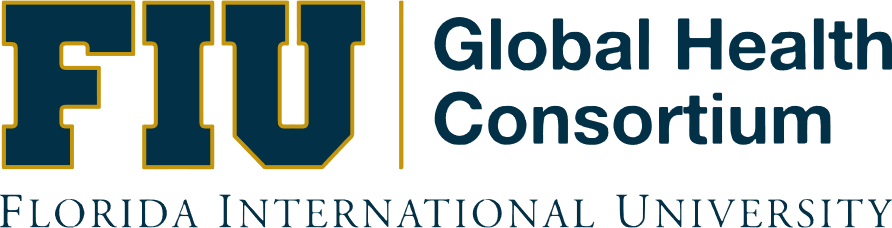 FIU
Global Health
Consortium
FLORIDA INTERNATIONAL UNIVERSITY